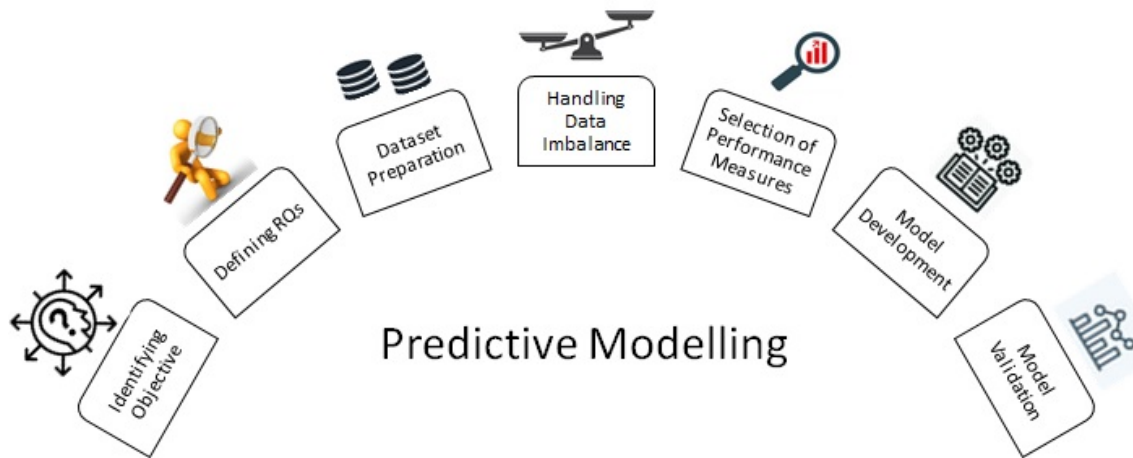 Identifying
Objective
Defining RQs
Dataset
Preparation
Handling
Data
Imbalance
Selection of
Performance
Measures
Model
Development
Model
Validation
Predictive Modelling
?